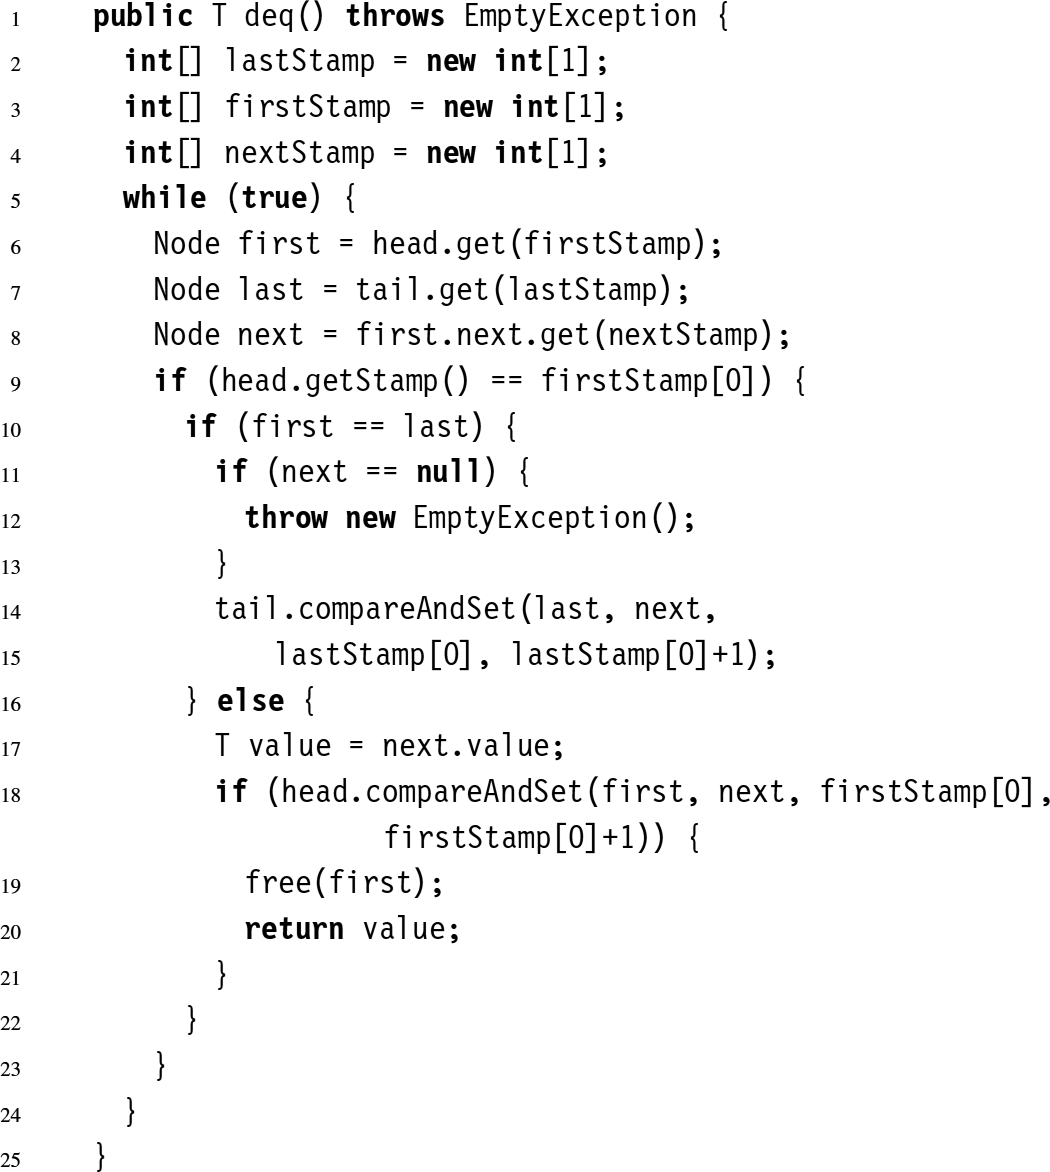 1 public T deq() throws EmptyException {
2 int[] lastStamp = new int[1];
3 int[] firstStamp = new int[1];
4 int[] nextStamp = new int[1];
5 while (true) {
6 Node first = head.get(firstStamp);
7 Node last = tail.get(lastStamp);
8 Node next = first.next.get(nextStamp);
9 if (head.getStamp() == firstStamp[0]) {
10 if (first == last) {
11 if (next == null) {
12 throw new EmptyException();
13 }
14 tail.compareAndSet(last, next,
15 lastStamp[0], lastStamp[0]+1);
16 } else {
17 T value = next.value;
18 if (head.compareAndSet(first, next, firstStamp[0],
firstStamp[0]+1)) {
19 free(first);
20 return value;
21 }
22 }
23 }
24 }
25 }